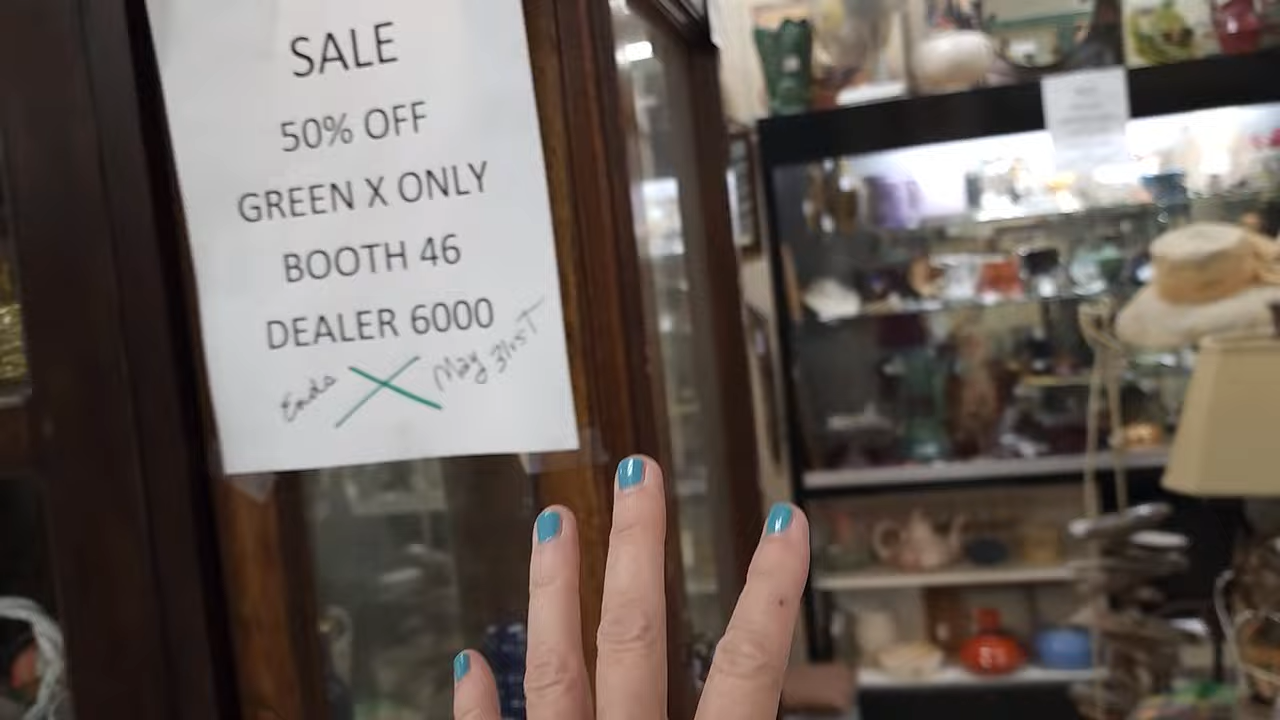 SALE
50% OFF
GREEN X ONLY
BOOTH 46
DEALER 6000
Ends X May 31st